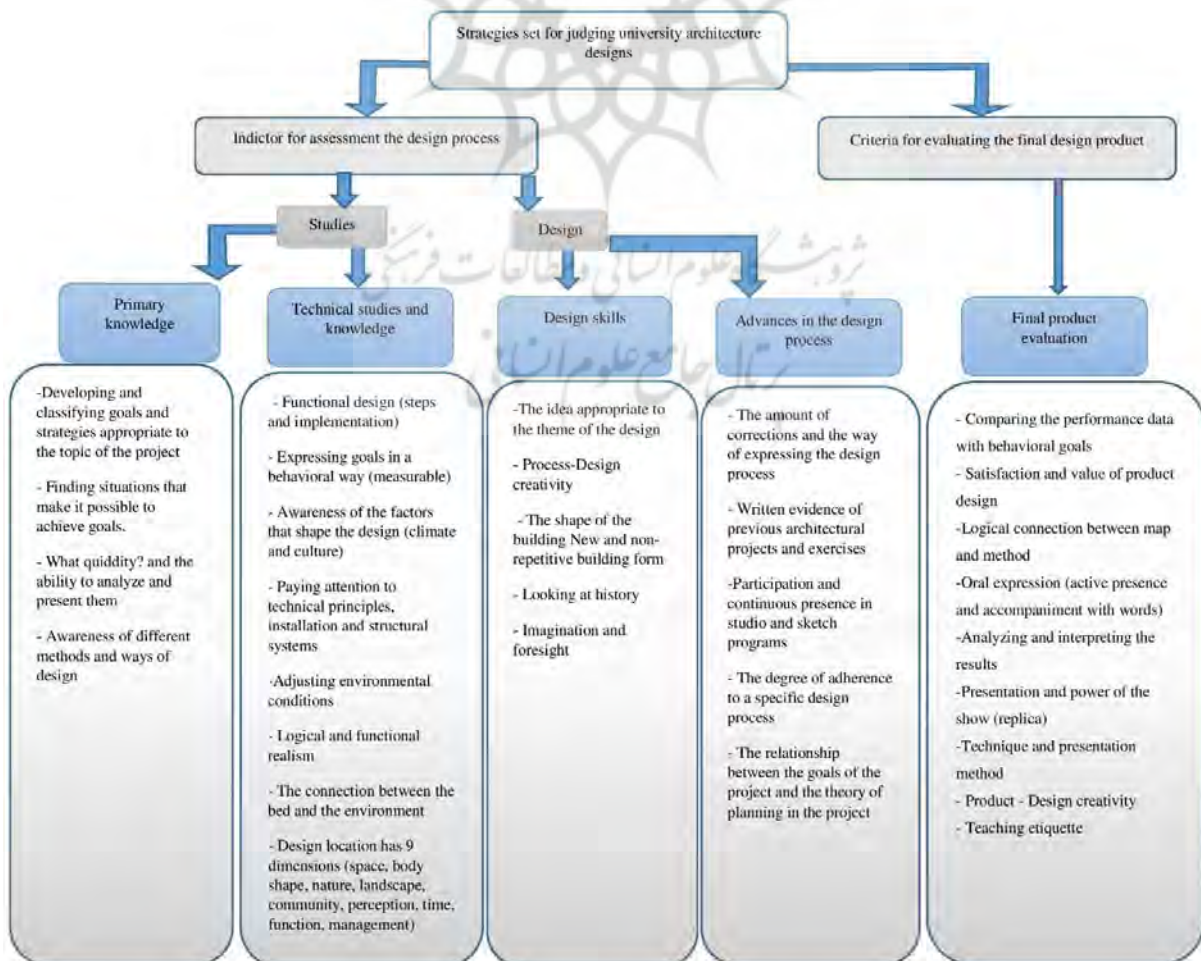 Strategies set for judging university architecture
designs
Indictor for assessment the design process
Criteria for evaluating the final design product
Studies
Design
پژوهشگاه علوم انسانی و مطالعات فرهنگی
پرتال جامع علوم انسانی
Primary
knowledge
Technical studies and
knowledge
Design skills
Advances in the design
process
Final product
evaluation
-Developing and
classifying goals and
strategies appropriate to
the topic of the project
- Finding situations that
make it possible to
achieve goals.
- What quiddity? and the
ability to analyze and
present them
- Awareness of different
methods and ways of
design
- Functional design (steps
and implementation)
- Expressing goals in a
behavioral way (measurable)
- Awareness of the factors
that shape the design (climate
and culture)
- Paying attention to
technical principles,
installation and structural
systems
-Adjusting environmental
conditions
- Logical and functional
realism
- The connection between the
bed and the environment
- Design location has 9
dimensions (space, body
shape, nature, landscape,
community, perception, time,
function, management)
-The idea appropriate to
the theme of the design
- Process-Design
creativity
- The shape of the
building New and non-
repetitive building form
- Looking at history
- Imagination and
foresight
- The amount of
corrections and the way
of expressing the design
process
- Written evidence of
previous architectural
projects and exercises
-Participation and
continuous presence in
studio and sketch
programs
- The degree of adherence
to a specific design
process
- The relationship
between the goals of the
project and the theory of
planning in the project
- Comparing the performance data
with behavioral goals
- Satisfaction and value of product
design
-Logical connection between map
and method
- Oral expression (active presence
and accompaniment with words)
-Analyzing and interpreting the
results
-Presentation and power of the
show (replica)
-Technique and presentation
method
- Product - Design creativity
- Teaching etiquette